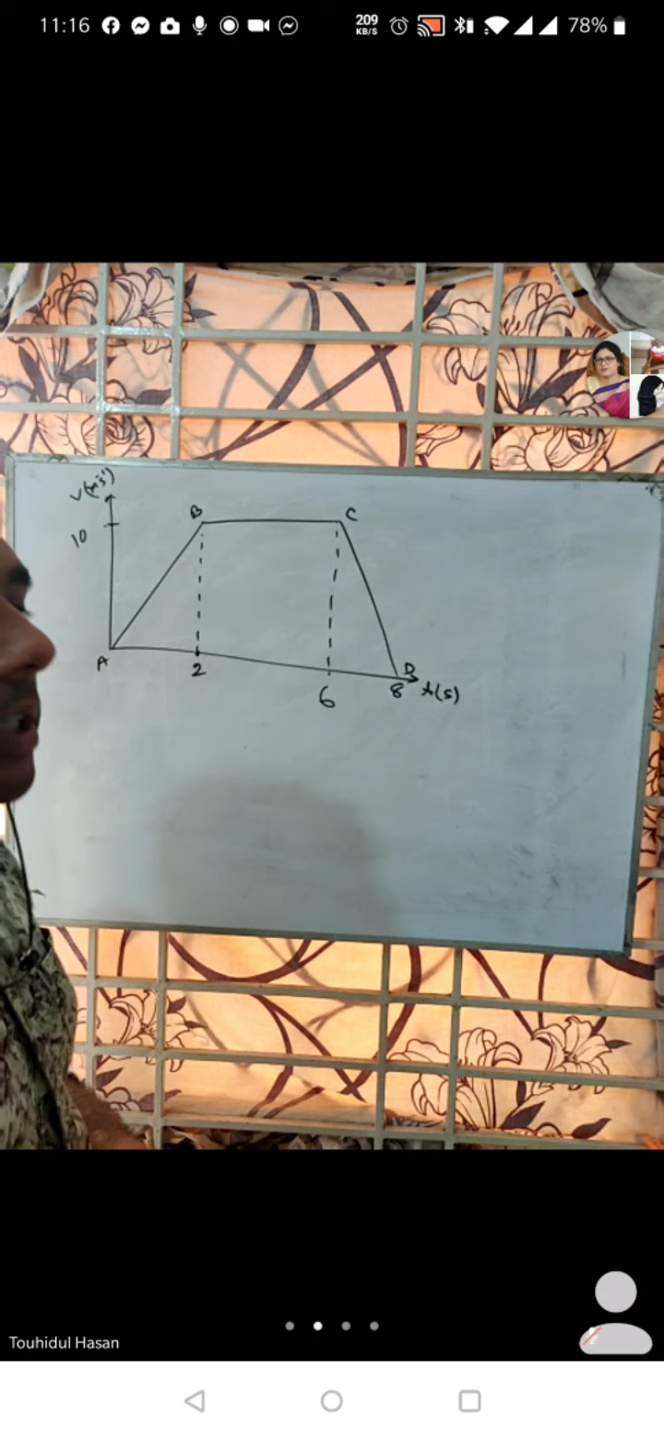 11:16 209 KB/S 78%
V(ms⁻¹)
10
B C
A 2 6 8 D t(s)
Touhidul Hasan